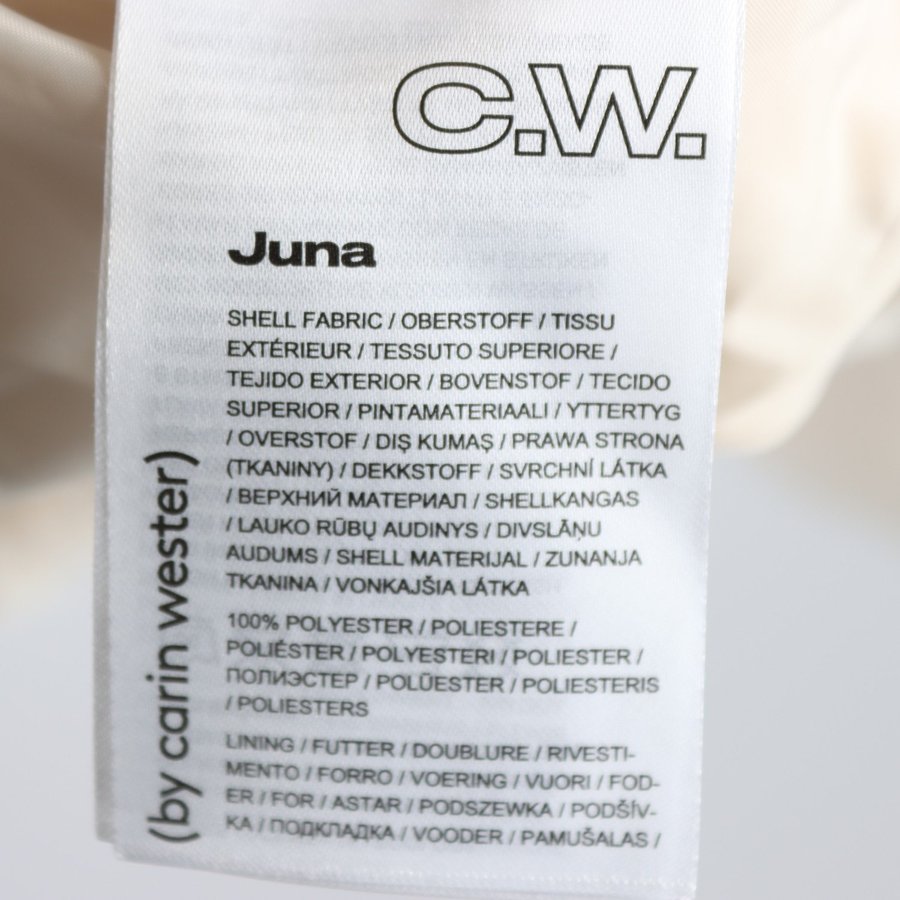 C.W.
Juna
SHELL FABRIC / OBERSTOFF / TISSU
EXTÉRIEUR / TESSUTO SUPERIORE /
TEJIDO EXTERIOR / BOVENSTOF / TECIDO
SUPERIOR / PINTAMATERIAALI / YTTERTYG
/ OVERSTOF / DIŞ KUMAŞ / PRAWA STRONA
(TKANINY) / DEKKSTOFF / SVRCHNÍ LÁTKA
/ ВЕРХНИЙ МАТЕРИАЛ / SHELLKANGAS
/ LAUKO RŪBŲ AUDINYS / DIVSLĀŅU
AUDUMS / SHELL MATERIJAL / ZUNANJA
TKANINA / VONKAJŠIA LÁTKA
100% POLYESTER / POLIESTERE /
POLIÉSTER / POLYESTERI / POLIESTER /
ПОЛИЭСТЕР / POLÜESTER / POLIESTERIS
/ POLIESTERS
LINING / FUTTER / DOUBLURE / RIVESTI-
MENTO / FORRO / VOERING / VUORI / FOD-
ER / FOR / ASTAR / PODSZEWKA / PODŠÍV-
KA / ПОДКЛАДКА / VOODER / PAMUŠALAS /
(by carin wester)